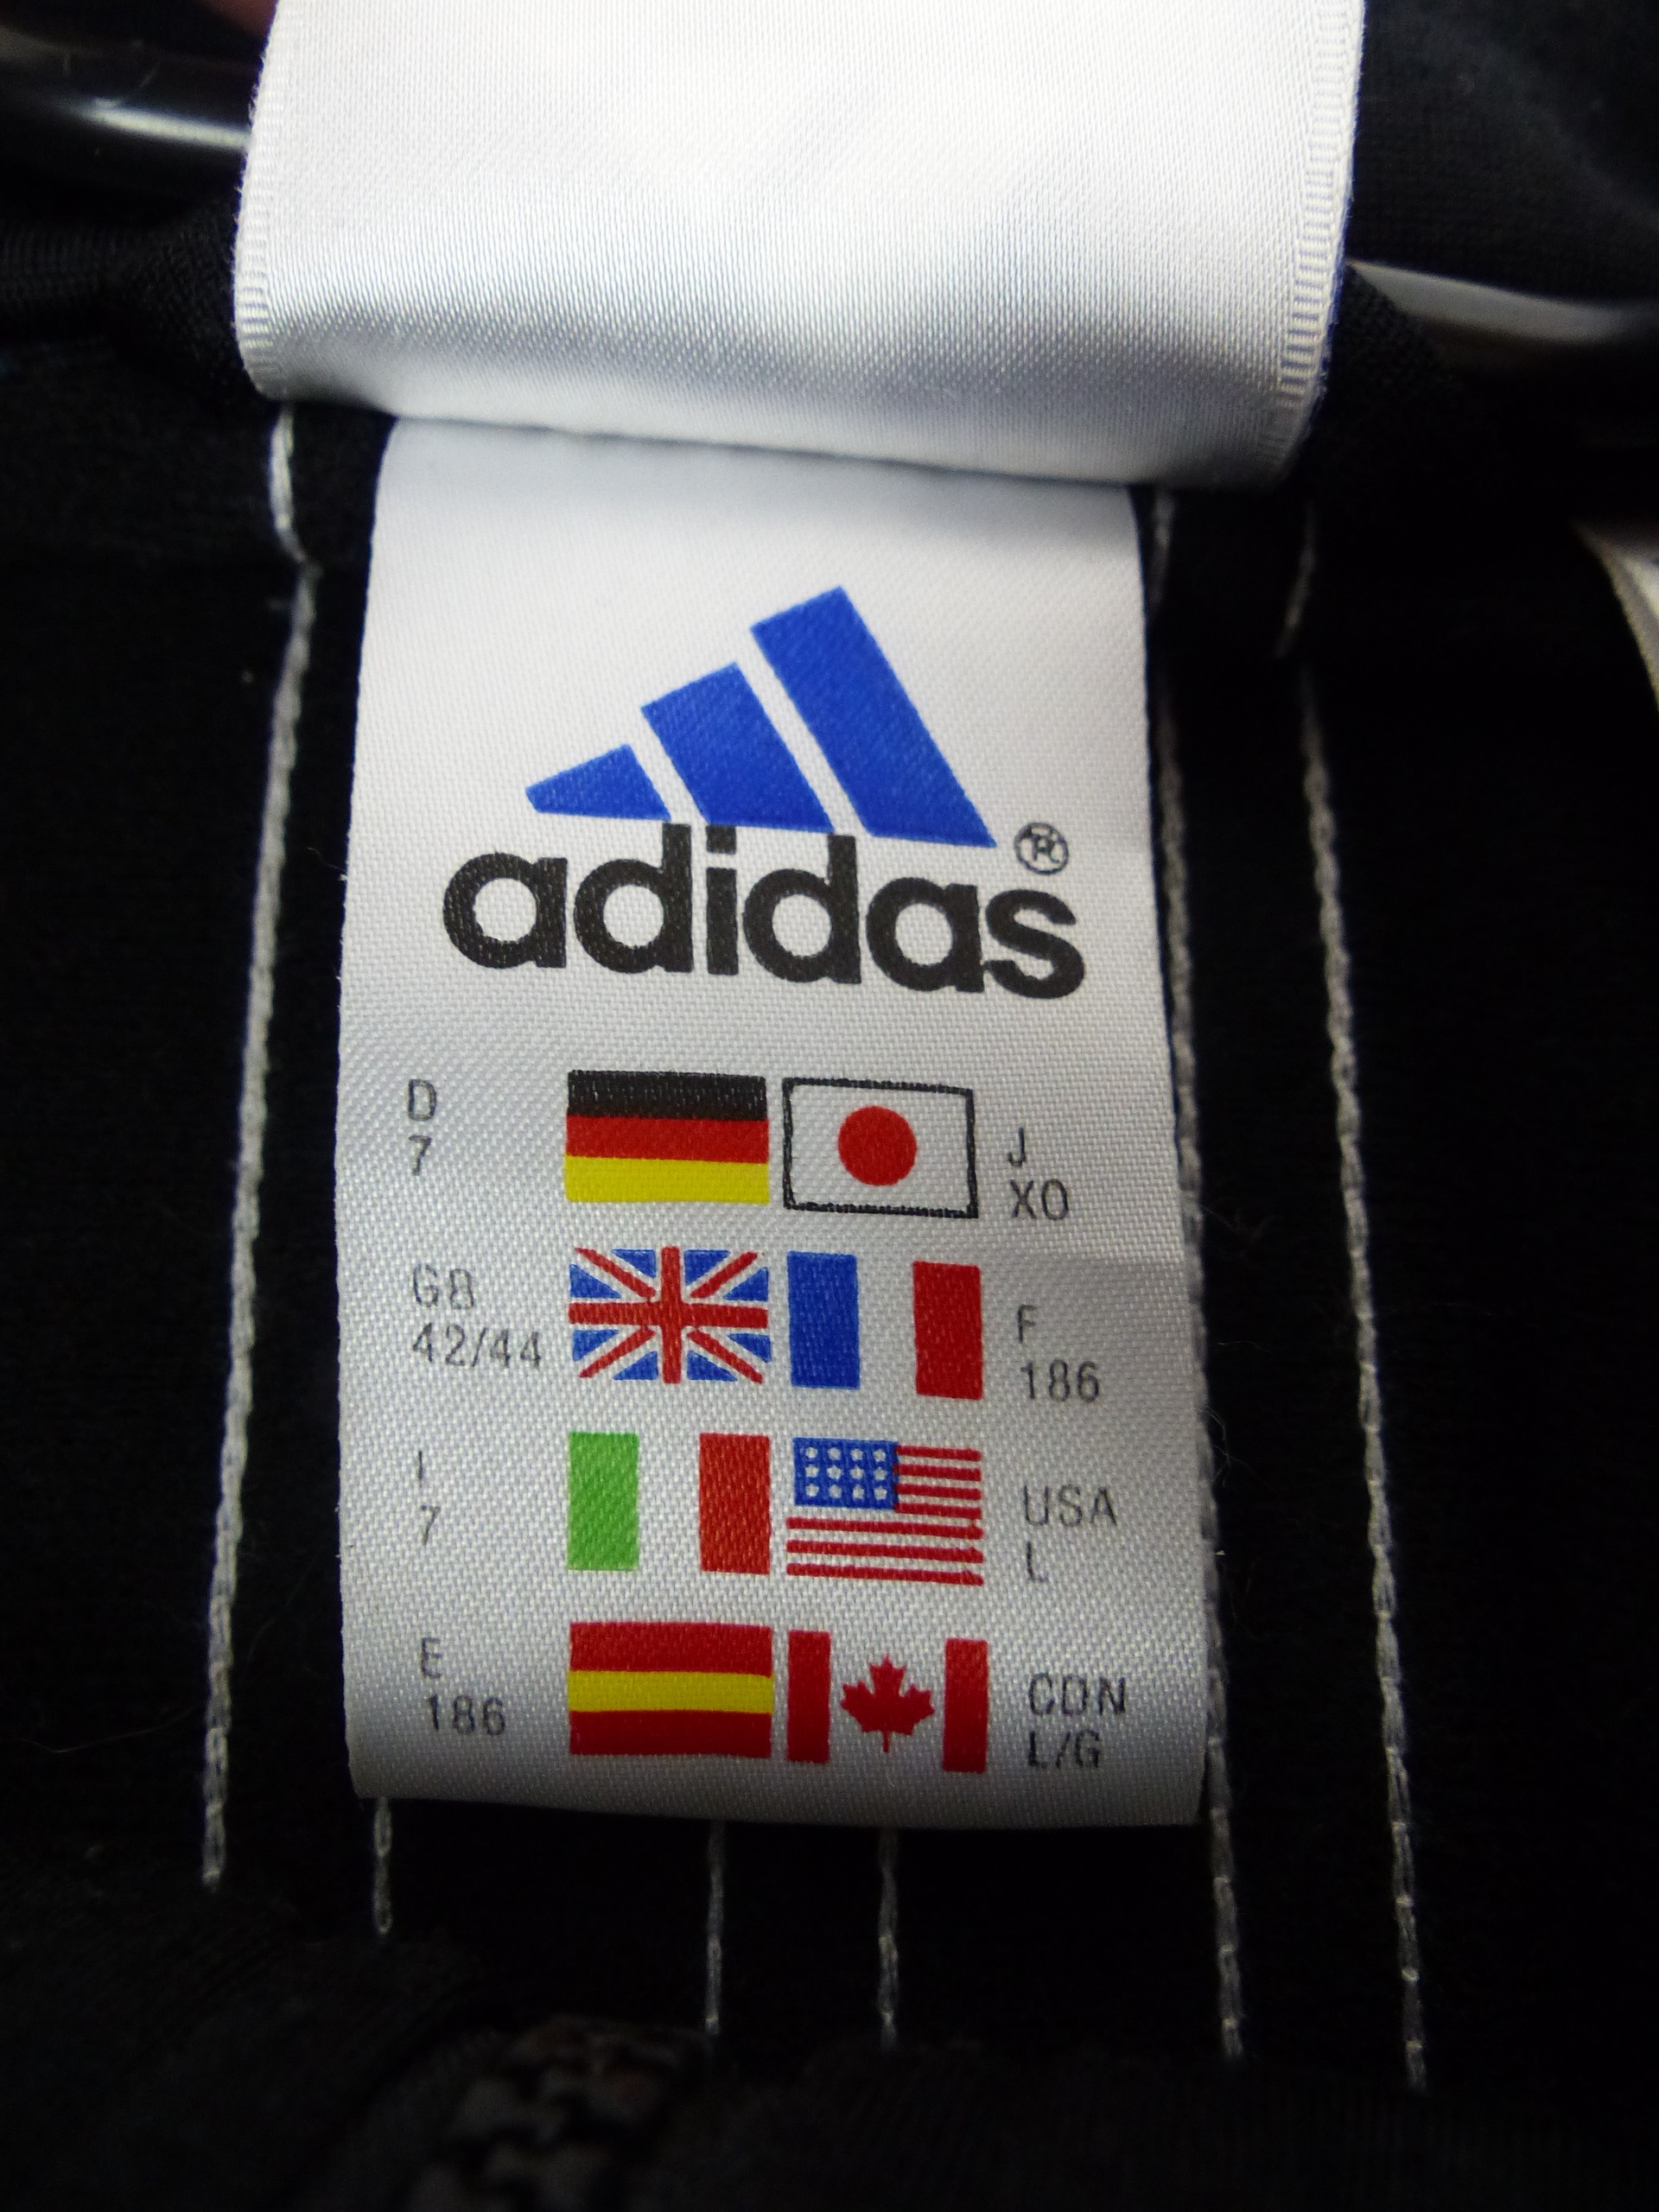 adidas®
D
7
J
XO
GB
42/44
F
186
I
7
USA
L
E
186
CDN
L/G